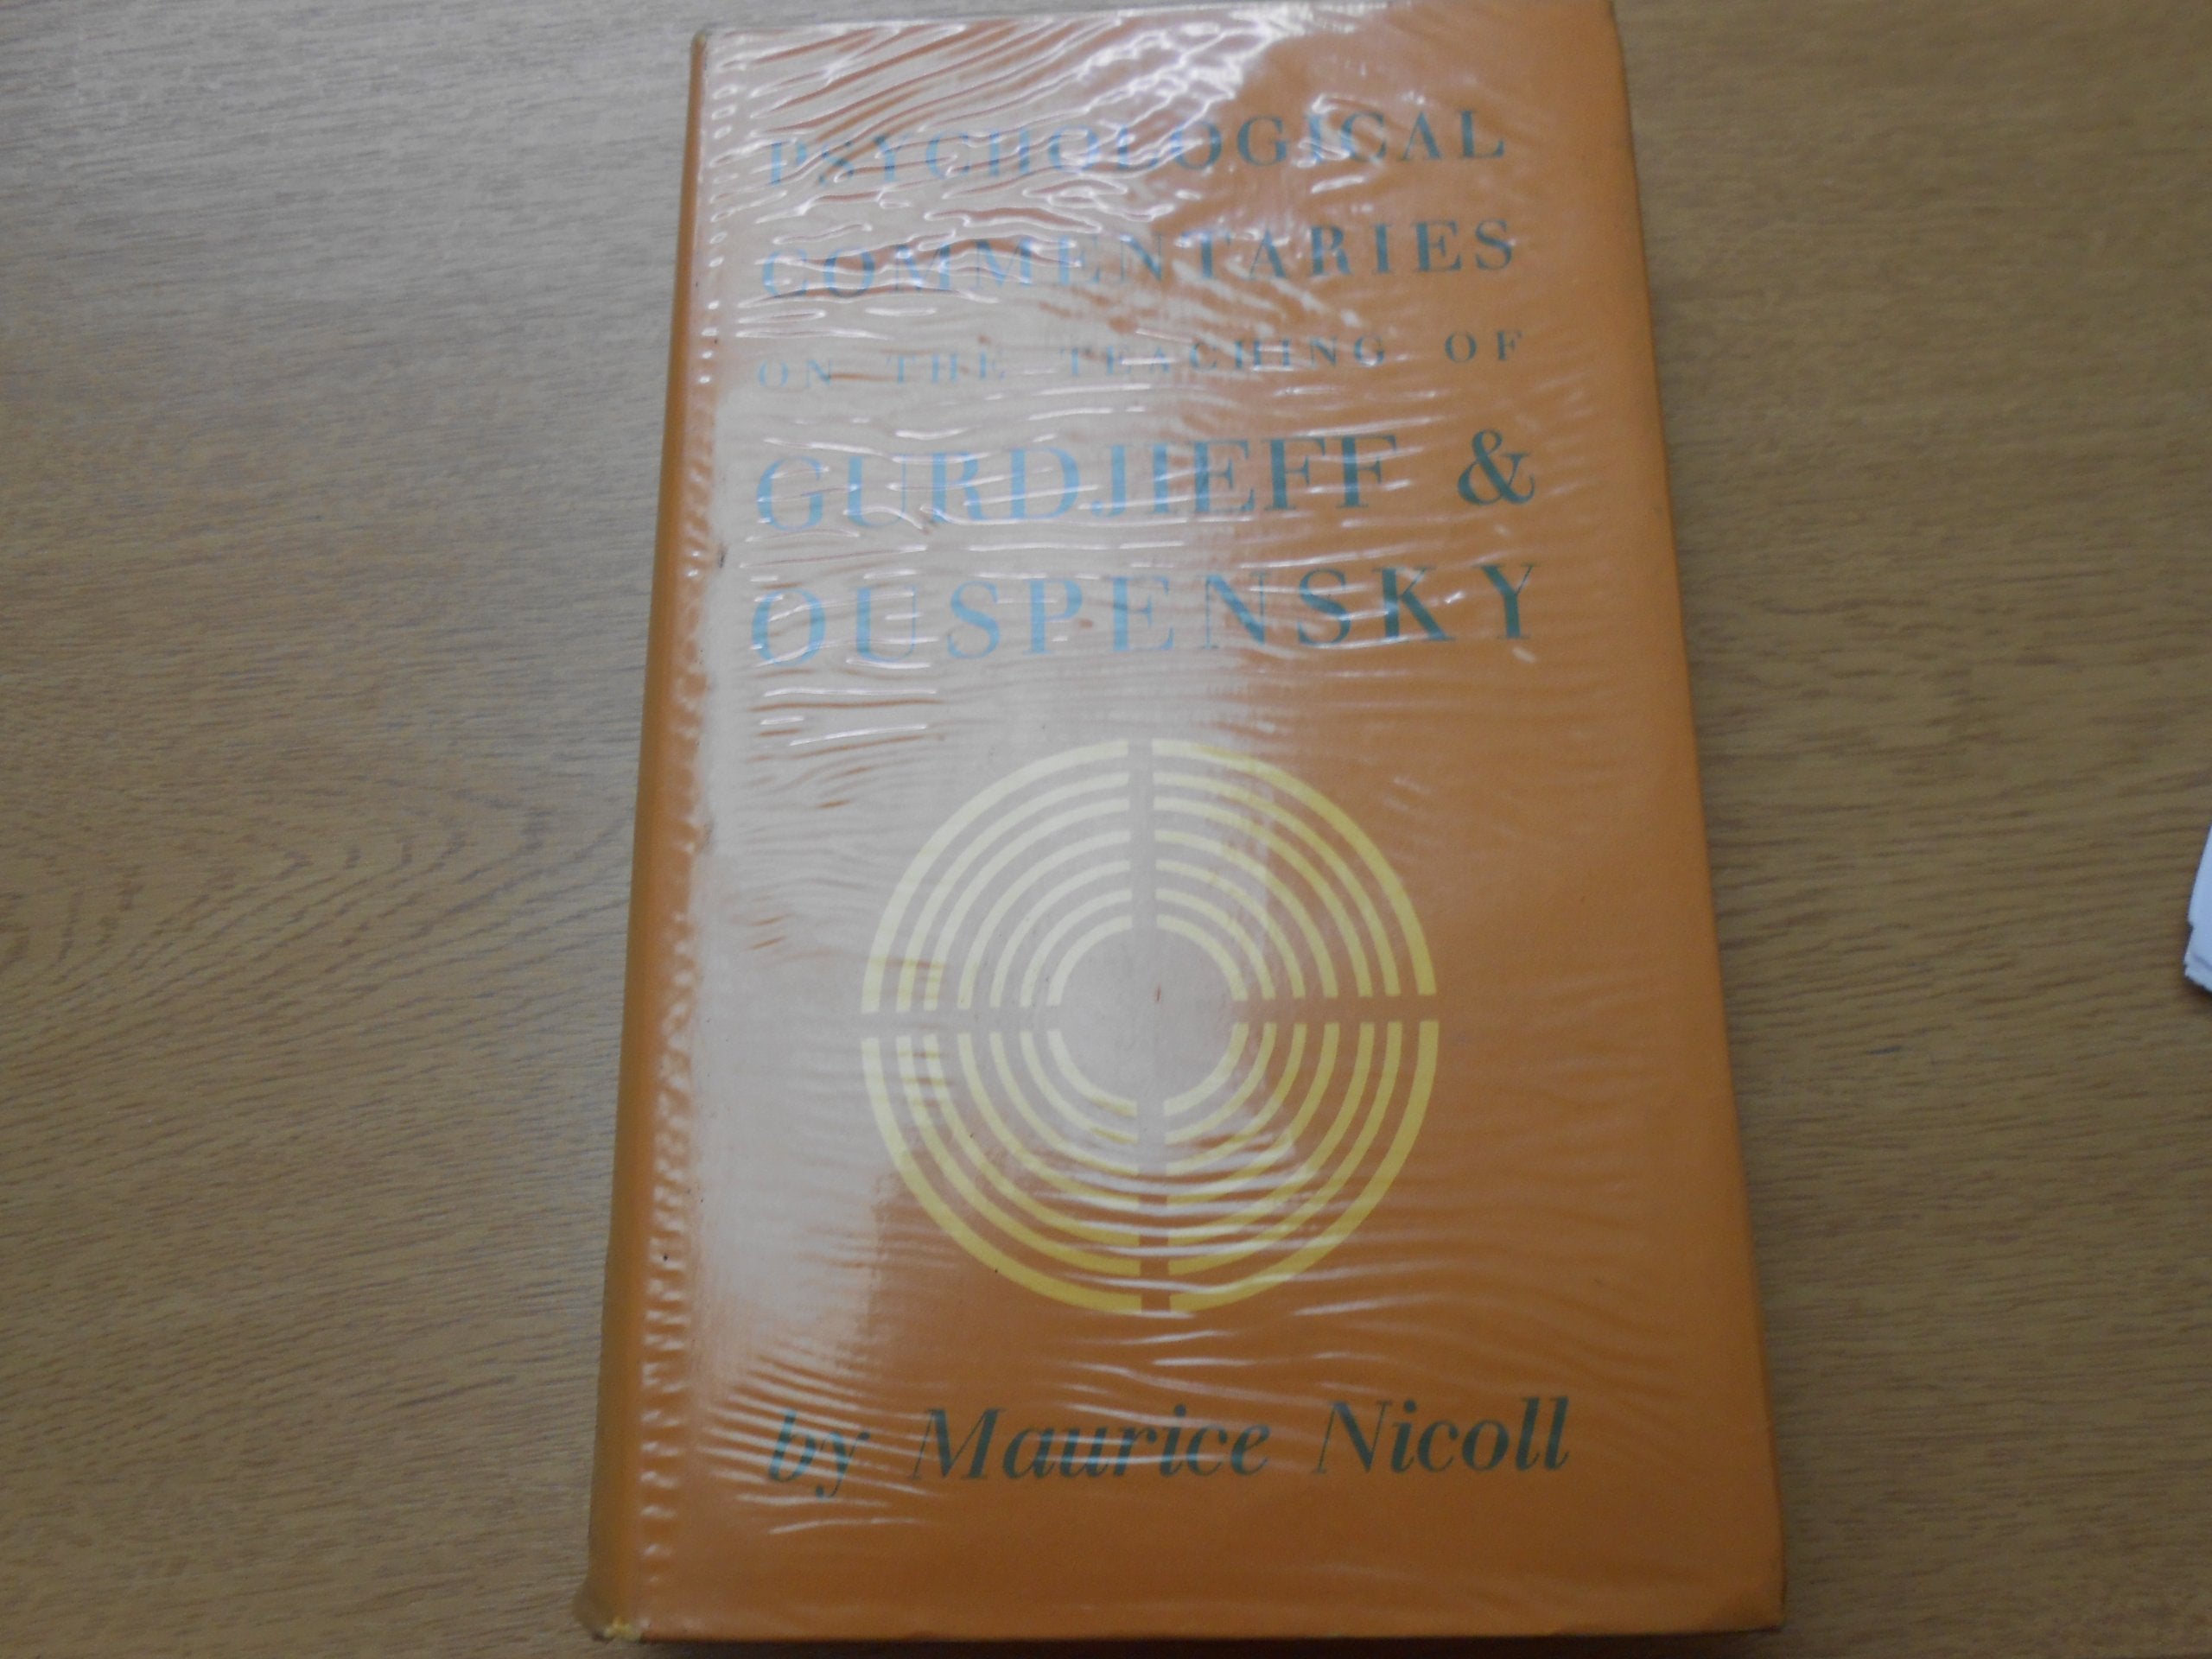 PSYCHOLOGICAL
COMMENTARIES
ON THE TEACHING OF
GURDJIEFF &
OUSPENSKY
by Maurice Nicoll